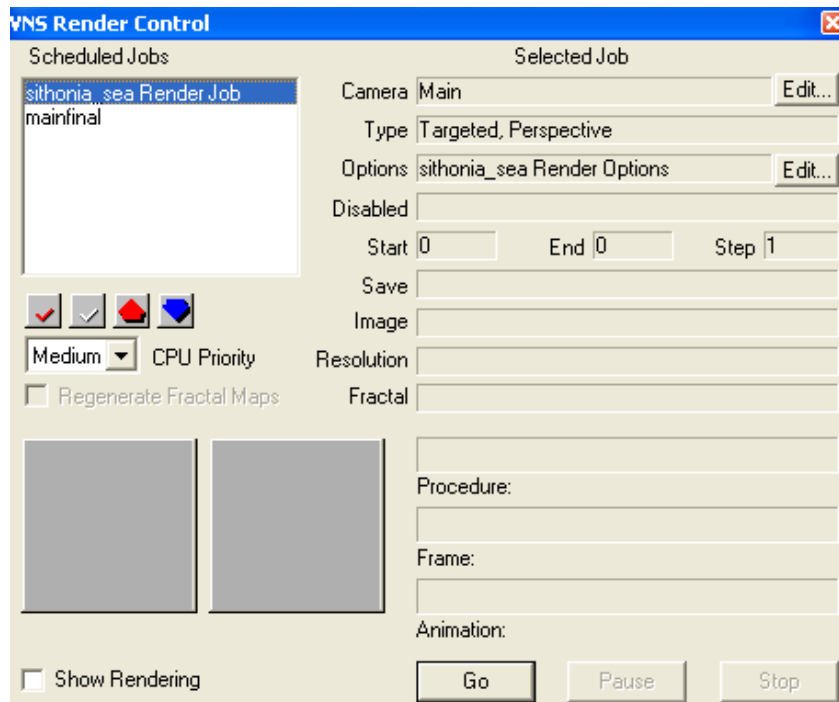 VNS Render Control
Scheduled Jobs
Selected Job
sithonia_sea Render Job
mainfinal
Camera Main Edit...
Type Targeted, Perspective
Options sithonia_sea Render Options Edit...
Disabled
Start 0 End 0 Step 1
Save
Image
Medium CPU Priority
Resolution
Regenerate Fractal Maps
Fractal
Procedure:
Frame:
Animation:
Show Rendering
Go Pause Stop